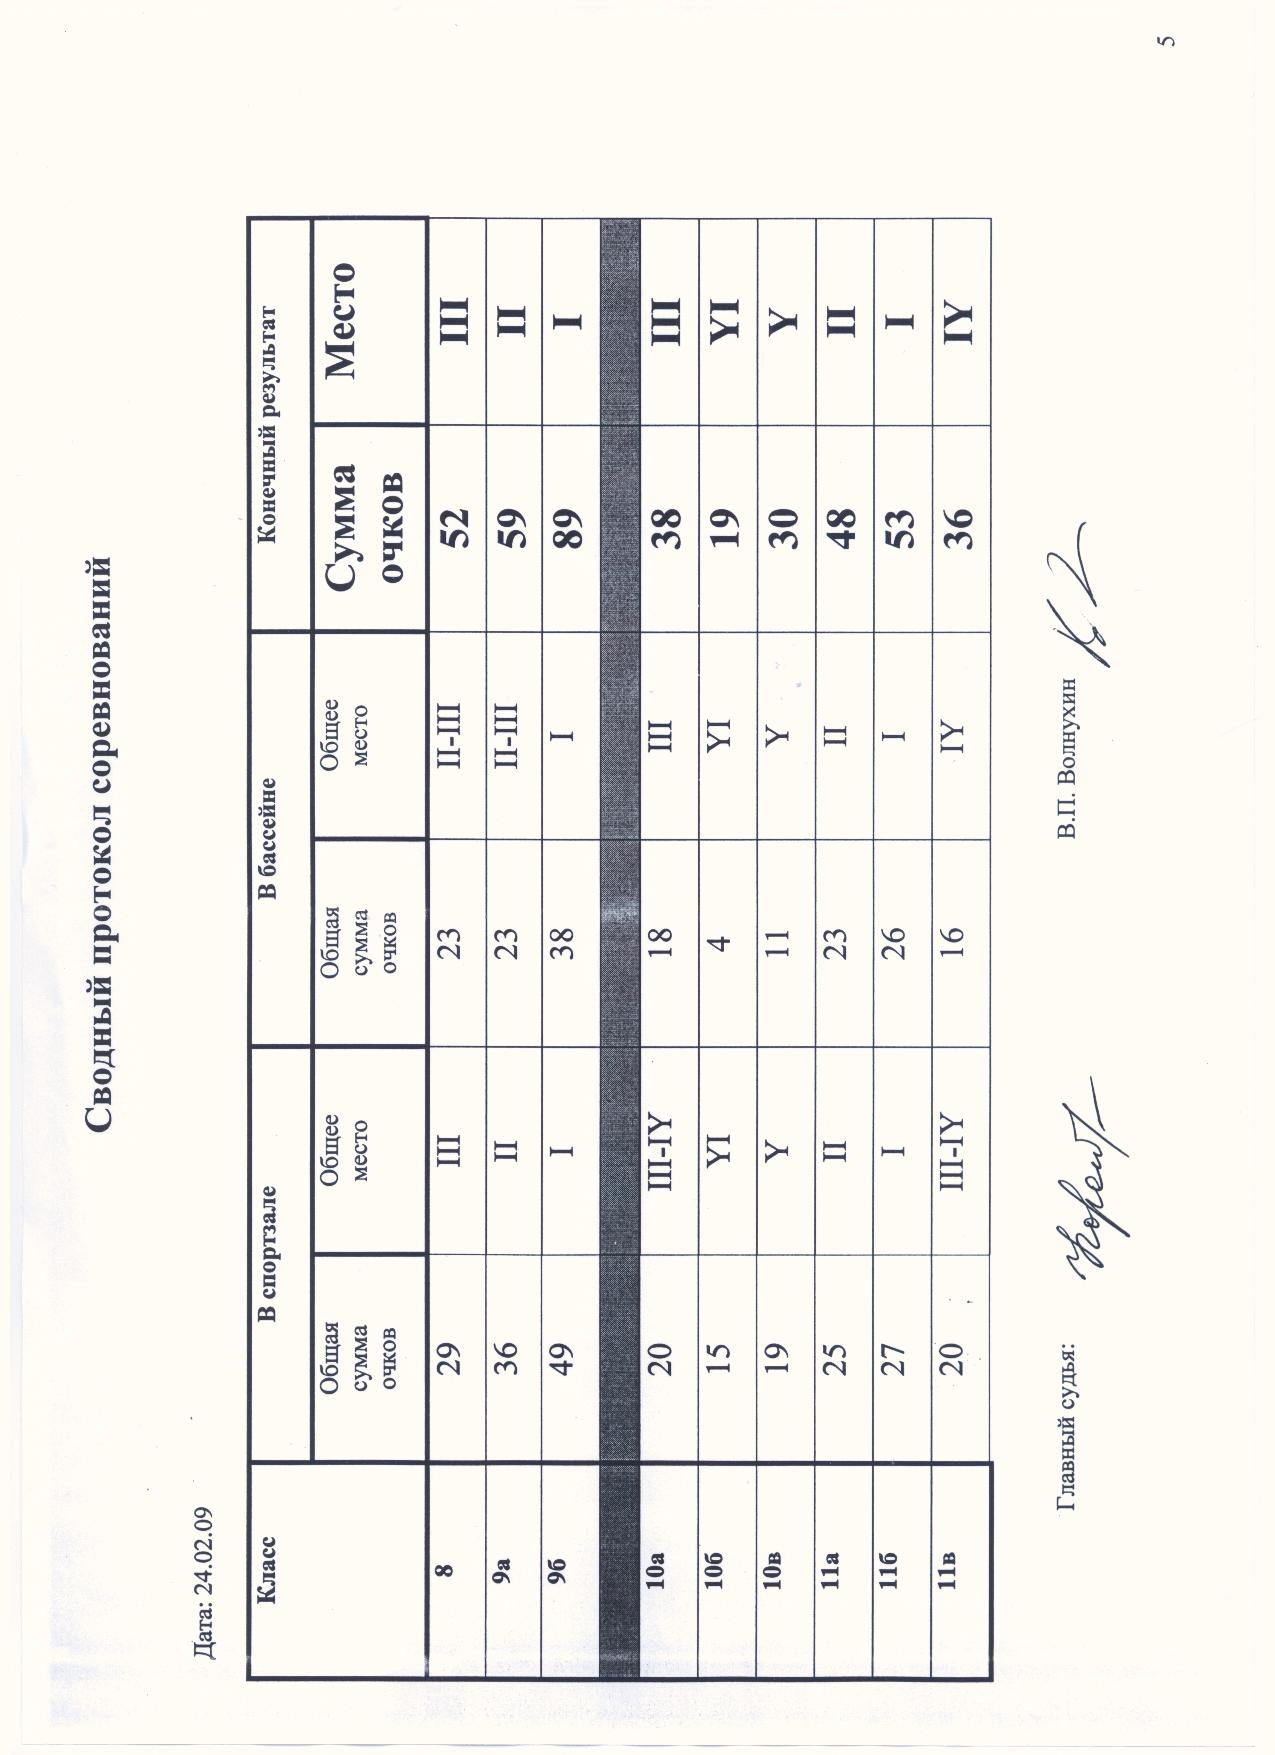 Сводный протокол соревнований
Дата: 24.02.09
Класс В спортзале В бассейне Конечный результат
Общая сумма очков Общее место Общая сумма очков Общее место Сумма очков Место
8 29 III 23 II-III 52 III
9а 36 II 23 II-III 59 II
9б 49 I 38 I 89 I
10а 20 III-IY 18 III 38 III
10б 15 YI 4 YI 19 YI
10в 19 Y 11 Y 30 Y
11а 25 II 23 II 48 II
11б 27 I 26 I 53 I
11в 20 III-IY 16 IY 36 IY
Главный судья: В.П. Волнухин
5